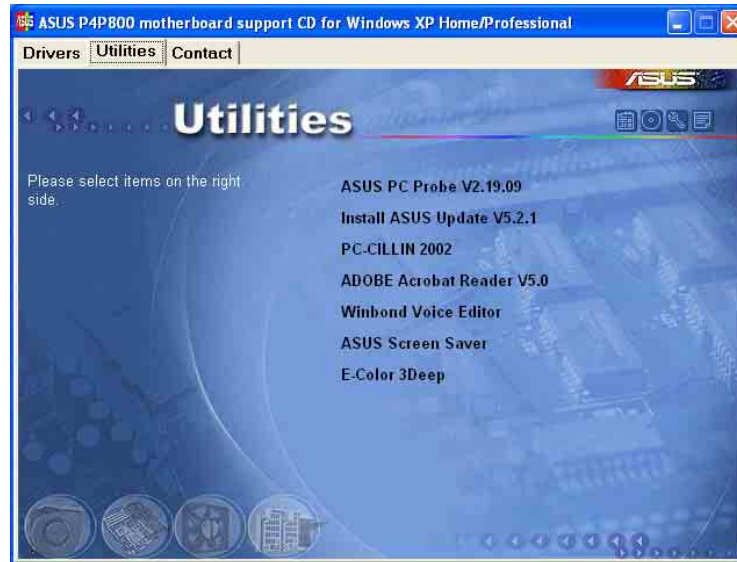 ASUS P4P800 motherboard support CD for Windows XP Home/Professional
Drivers Utilities Contact
ASUS
Utilities
Please select items on the right
side.
ASUS PC Probe V2.19.09
Install ASUS Update V5.2.1
PC-CILLIN 2002
ADOBE Acrobat Reader V5.0
Winbond Voice Editor
ASUS Screen Saver
E-Color 3Deep